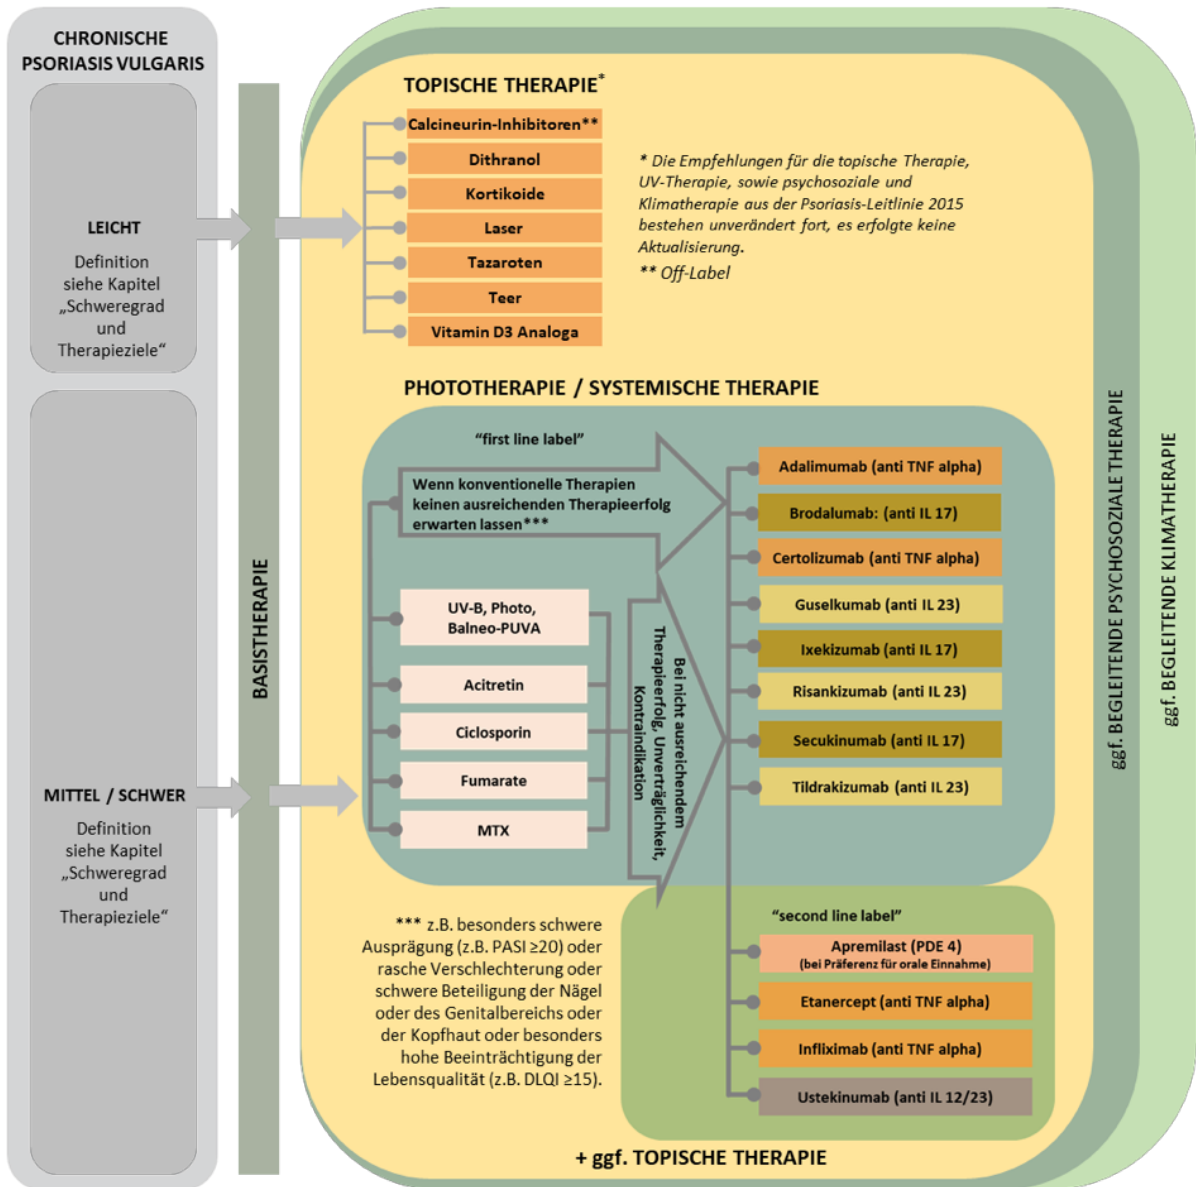 CHRONISCHE
PSORIASIS VULGARIS
LEICHT
Definition
siehe Kapitel
„Schweregrad
und
Therapieziele“
MITTEL / SCHWER
Definition
siehe Kapitel
„Schweregrad
und
Therapieziele“
BASISTHERAPIE
TOPISCHE THERAPIE*
Calcineurin-Inhibitoren**
Dithranol
Kortikoide
Laser
Tazaroten
Teer
Vitamin D3 Analoga
* Die Empfehlungen für die topische Therapie,
UV-Therapie, sowie psychosoziale und
Klimatherapie aus der Psoriasis-Leitlinie 2015
bestehen unverändert fort, es erfolgte keine
Aktualisierung.
** Off-Label
PHOTOTHERAPIE / SYSTEMISCHE THERAPIE
“first line label”
Wenn konventionelle Therapien
keinen ausreichenden Therapieerfolg
erwarten lassen***
UV-B, Photo,
Balneo-PUVA
Acitretin
Ciclosporin
Fumarate
MTX
Bei nicht ausreichendem
Therapieerfolg, Unverträglichkeit,
Kontraindikation
Adalimumab (anti TNF alpha)
Brodalumab: (anti IL 17)
Certolizumab (anti TNF alpha)
Guselkumab (anti IL 23)
Ixekizumab (anti IL 17)
Risankizumab (anti IL 23)
Secukinumab (anti IL 17)
Tildrakizumab (anti IL 23)
*** z.B. besonders schwere
Ausprägung (z.B. PASI ≥20) oder
rasche Verschlechterung oder
schwere Beteiligung der Nägel
oder des Genitalbereichs oder
der Kopfhaut oder besonders
hohe Beeinträchtigung der
Lebensqualität (z.B. DLQI ≥15).
“second line label”
Apremilast (PDE 4)
(bei Präferenz für orale Einnahme)
Etanercept (anti TNF alpha)
Infliximab (anti TNF alpha)
Ustekinumab (anti IL 12/23)
+ ggf. TOPISCHE THERAPIE
ggf. BEGLEITENDE PSYCHOSOZIALE THERAPIE
ggf. BEGLEITENDE KLIMATHERAPIE